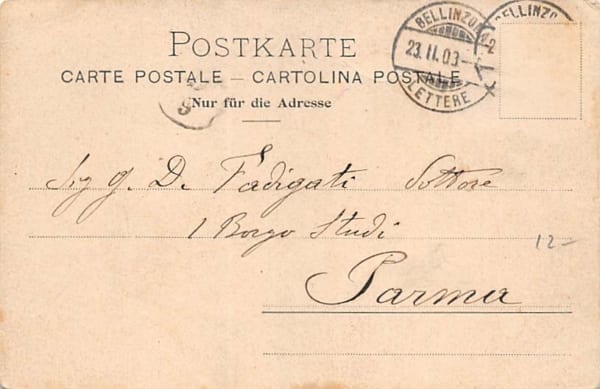 POSTKARTE
CARTE POSTALE – CARTOLINA POSTALE
Nur für die Adresse
BELLINZONA
23.II.03
LETTERE
BELLINZO
Sig G. D. Fadigati Dottore
1 Borgo Studi
Parma
12–